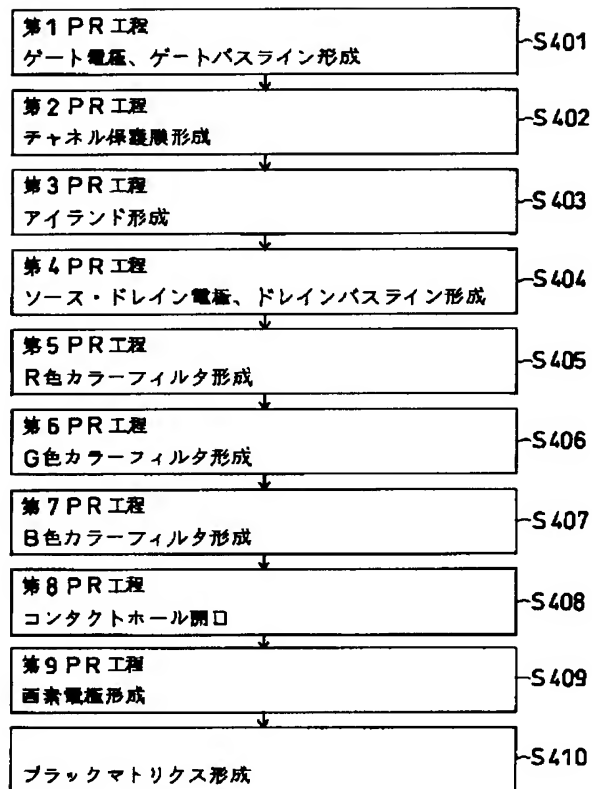 第1PR工程
ゲート電極、ゲートバスライン形成
S401
第2PR工程
チャネル保護膜形成
S402
第3PR工程
アイランド形成
S403
第4PR工程
ソース・ドレイン電極、ドレインバスライン形成
S404
第5PR工程
R色カラーフィルタ形成
S405
第6PR工程
G色カラーフィルタ形成
S406
第7PR工程
B色カラーフィルタ形成
S407
第8PR工程
コンタクトホール開口
S408
第9PR工程
画素電極形成
S409
ブラックマトリクス形成
S410